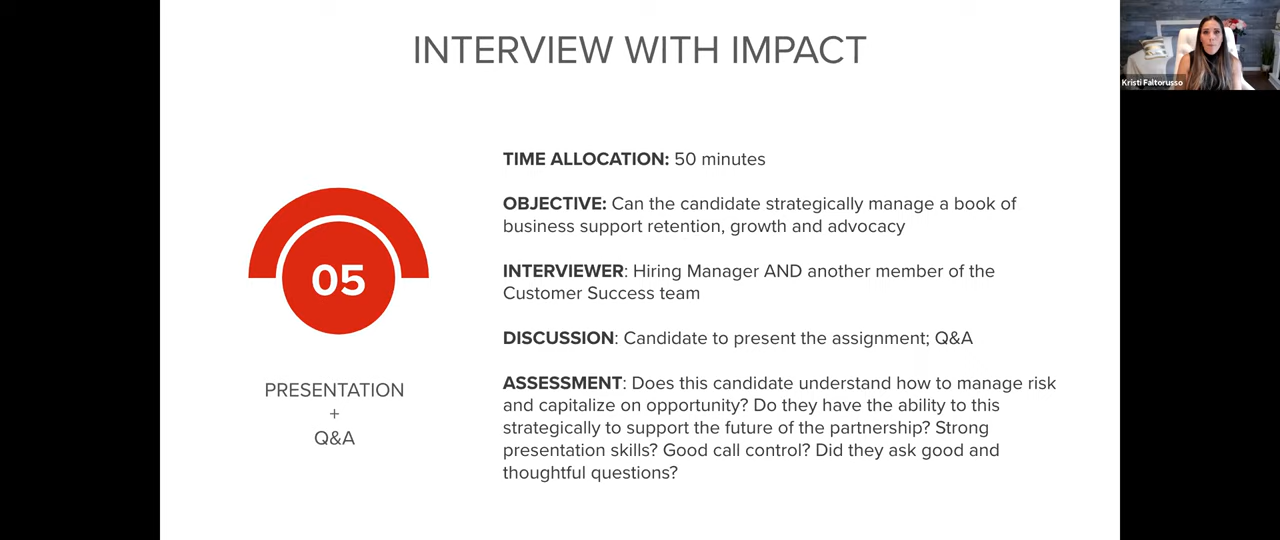 INTERVIEW WITH IMPACT
Kristi Faltorusso
TIME ALLOCATION: 50 minutes
OBJECTIVE: Can the candidate strategically manage a book of
business support retention, growth and advocacy
INTERVIEWER: Hiring Manager AND another member of the
Customer Success team
DISCUSSION: Candidate to present the assignment; Q&A
ASSESSMENT: Does this candidate understand how to manage risk
and capitalize on opportunity? Do they have the ability to this
strategically to support the future of the partnership? Strong
presentation skills? Good call control? Did they ask good and
thoughtful questions?
05
PRESENTATION
+
Q&A